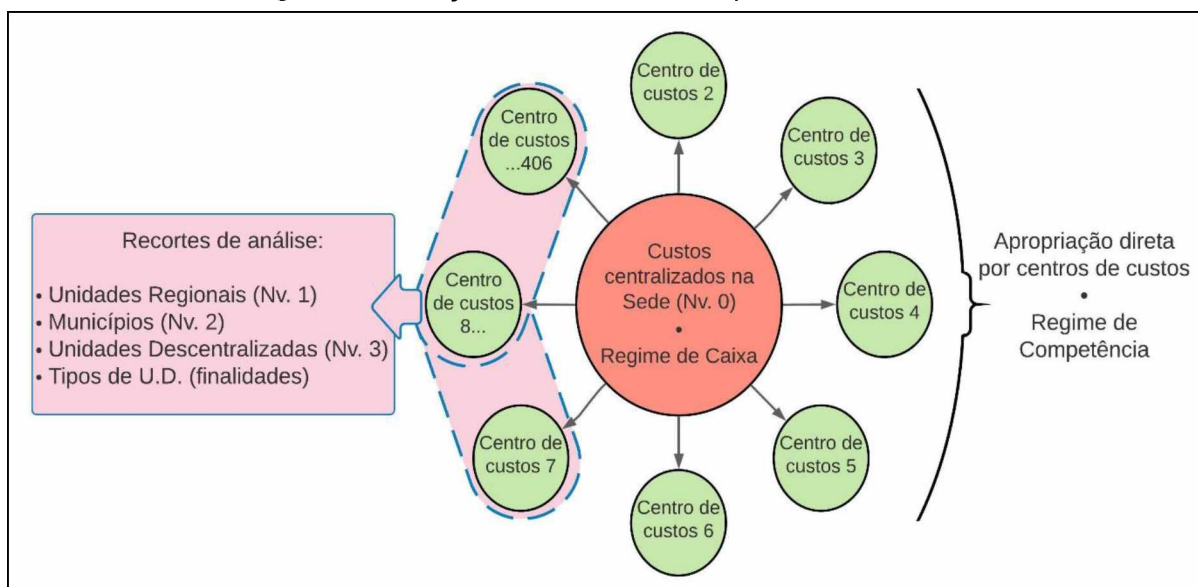 Centro de
custos 2
Centro
de custos
...406
Centro de
custos 3
Recortes de análise:
• Unidades Regionais (Nv. 1)
• Municípios (Nv. 2)
• Unidades Descentralizadas (Nv. 3)
• Tipos de U.D. (finalidades)
Centro
de custos
8...
Custos
centralizados na
Sede (Nv. 0)
•
Regime de Caixa
Centro de
custos 4
Apropriação direta
por centros de custos
•
Regime de
Competência
Centro de
custos 7
Centro de
custos 5
Centro de
custos 6